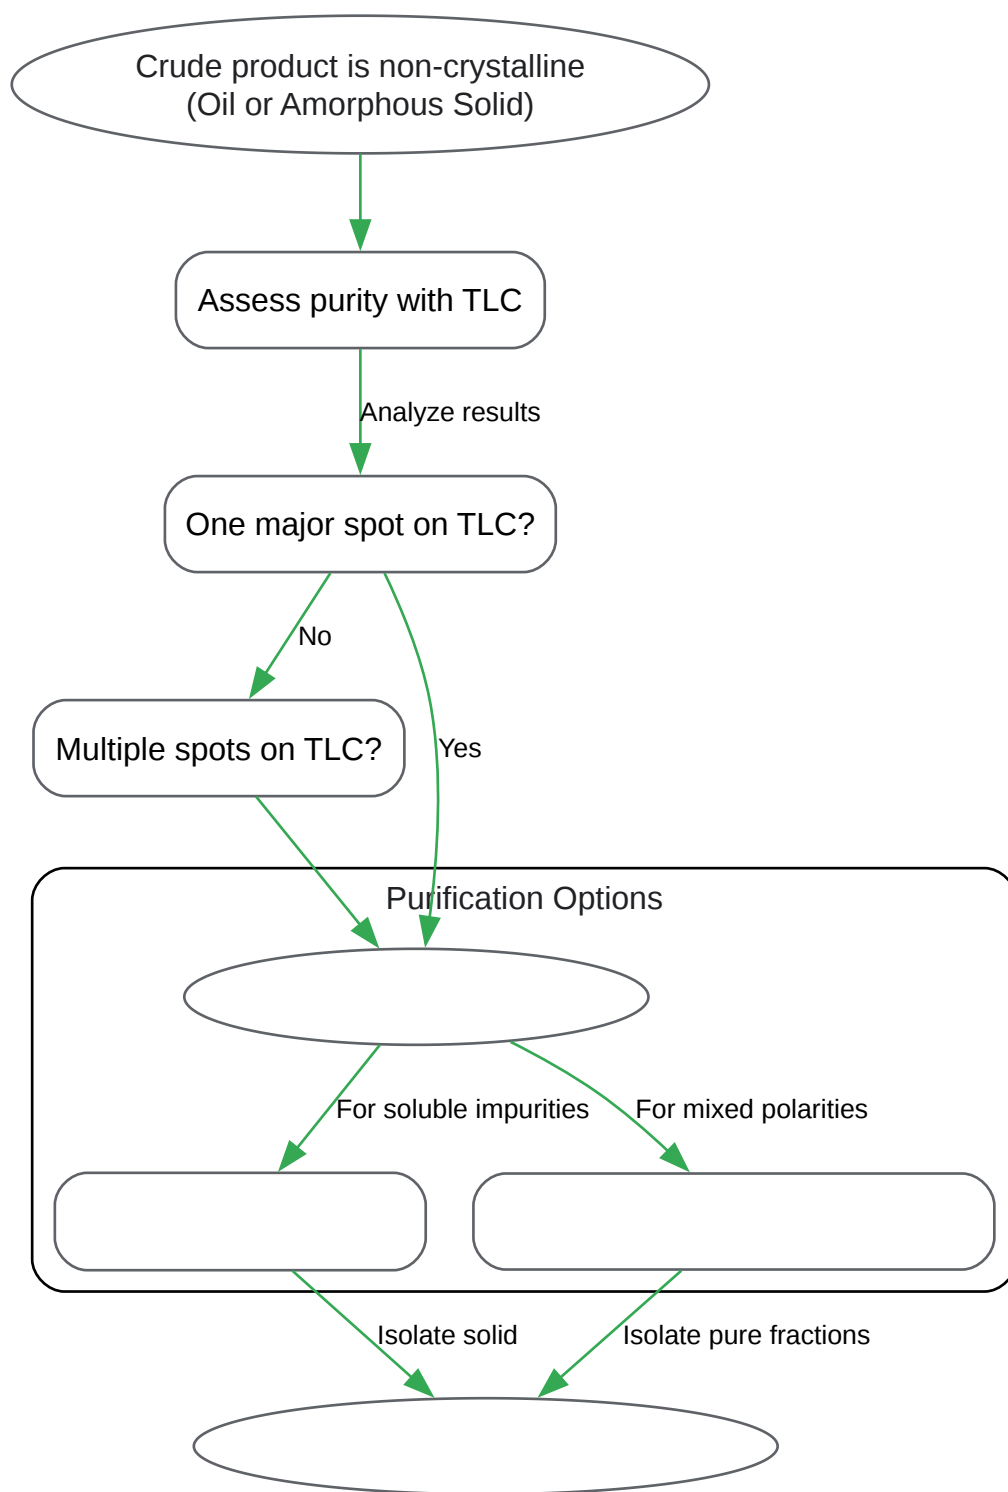 Crude product is non-crystalline
(Oil or Amorphous Solid)
Assess purity with TLC
Analyze results
One major spot on TLC?
No
Multiple spots on TLC?
Yes
Purification Options
For soluble impurities
For mixed polarities
Isolate solid
Isolate pure fractions